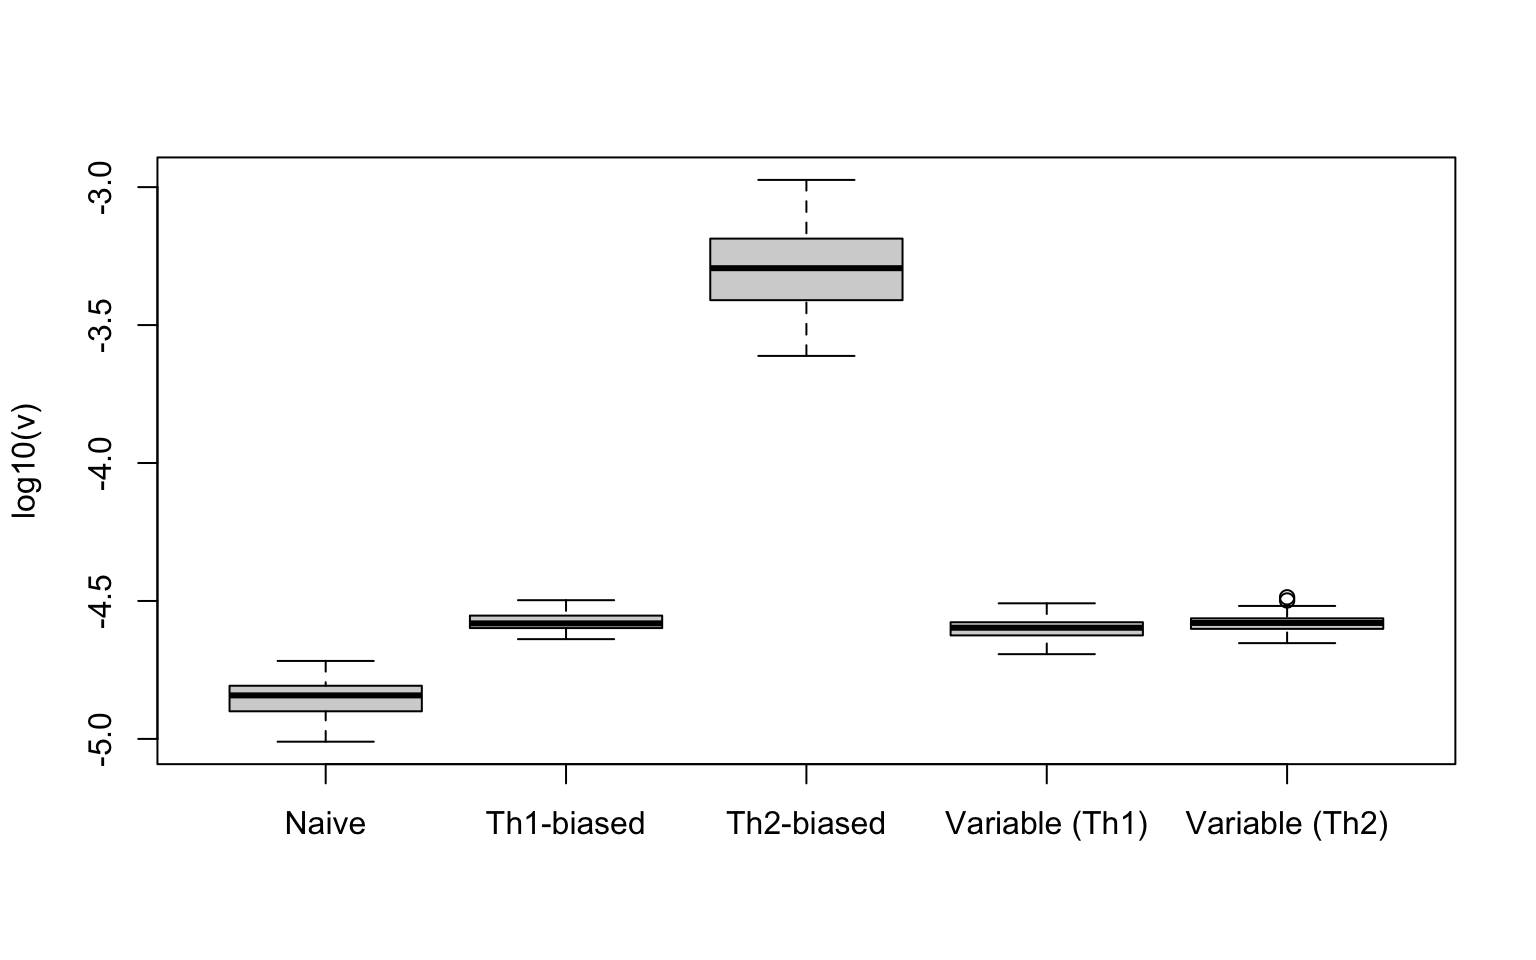 log10(v)
-3.0
-3.5
-4.0
-4.5
-5.0
Naive Th1-biased Th2-biased Variable (Th1) Variable (Th2)